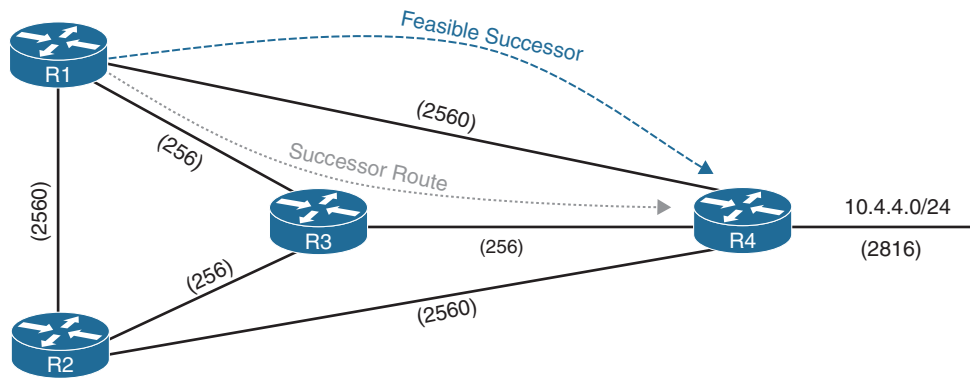 Feasible Successor
R1
(2560)
(256)
Successor Route
(2560)
R3
(256)
R4
10.4.4.0/24
(2816)
(256)
(2560)
R2